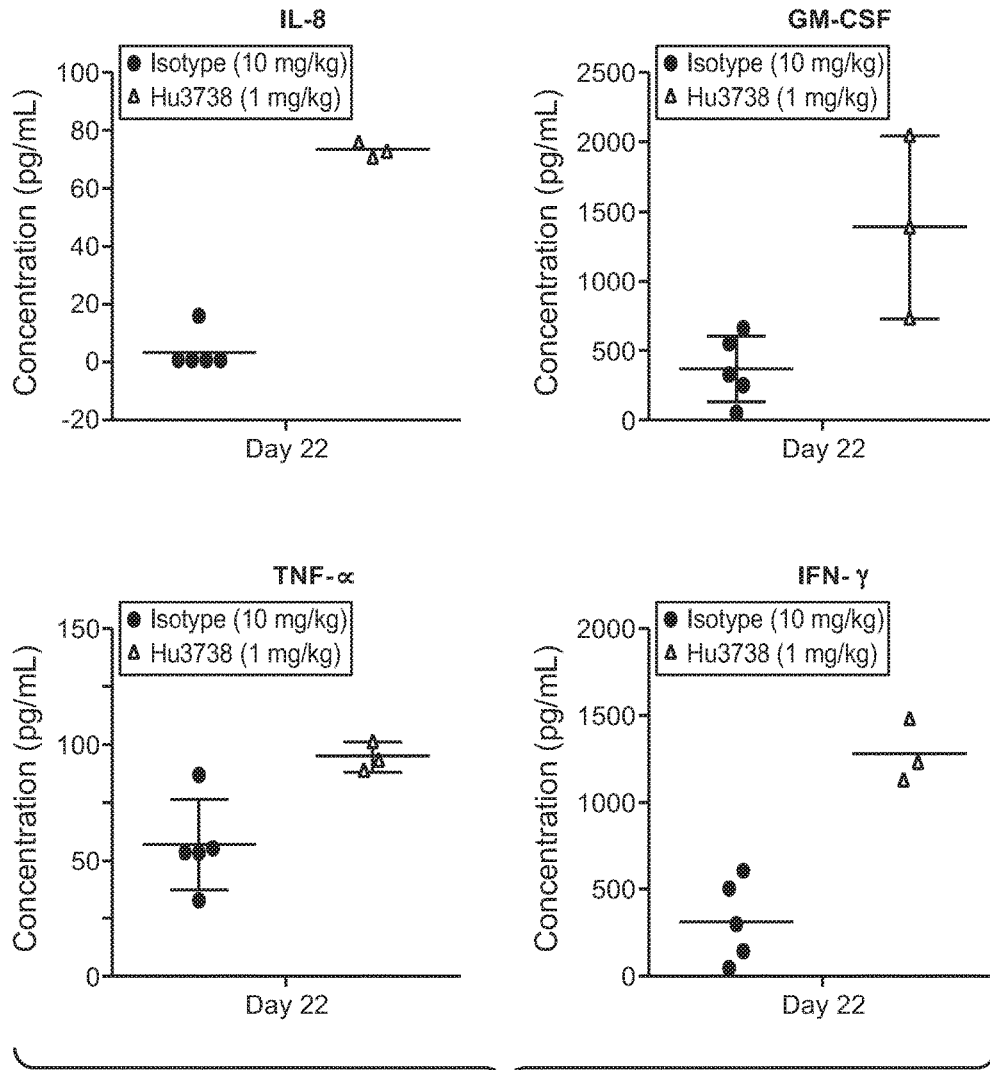 IL-8
Isotype (10 mg/kg)
Hu3738 (1 mg/kg)
Concentration (pg/mL)
100
80
60
40
20
0
-20
Day 22
GM-CSF
Isotype (10 mg/kg)
Hu3738 (1 mg/kg)
Concentration (pg/mL)
2500
2000
1500
1000
500
0
Day 22
TNF-α
Isotype (10 mg/kg)
Hu3738 (1 mg/kg)
Concentration (pg/mL)
150
100
50
0
Day 22
IFN- γ
Isotype (10 mg/kg)
Hu3738 (1 mg/kg)
Concentration (pg/mL)
2000
1500
1000
500
0
Day 22